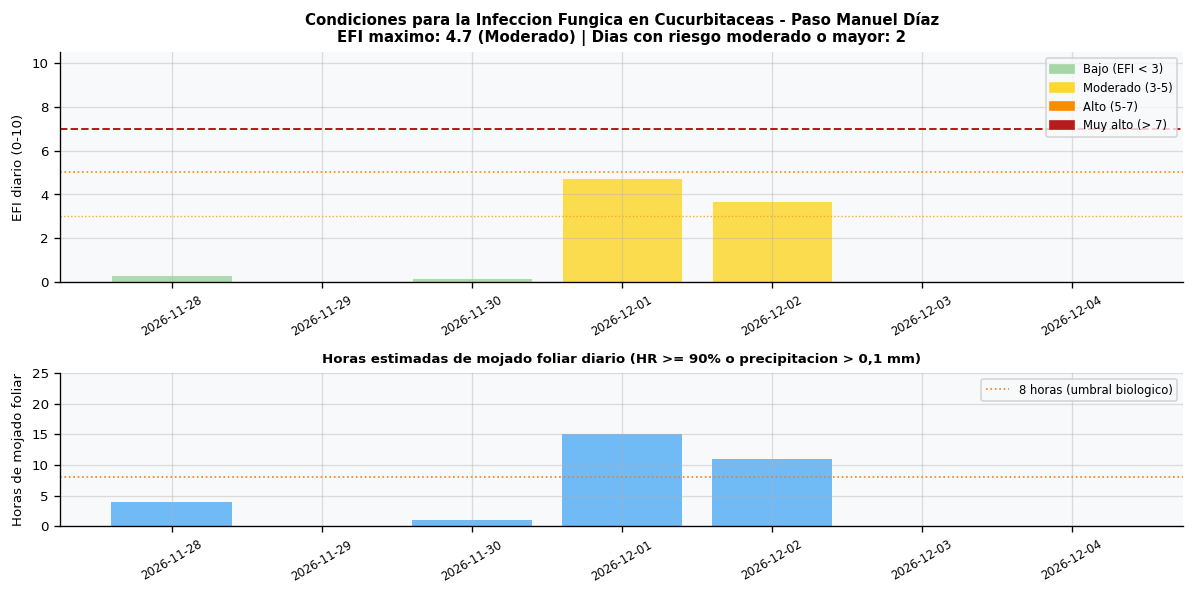 Condiciones para la Infeccion Fungica en Cucurbitaceas - Paso Manuel Díaz
EFI maximo: 4.7 (Moderado) | Dias con riesgo moderado o mayor: 2
EFI diario (0-10)
10
8
6
4
2
0
Bajo (EFI < 3)
Moderado (3-5)
Alto (5-7)
Muy alto (> 7)
2026-11-28
2026-11-29
2026-11-30
2026-12-01
2026-12-02
2026-12-03
2026-12-04
Horas estimadas de mojado foliar diario (HR >= 90% o precipitacion > 0,1 mm)
Horas de mojado foliar
25
20
15
10
5
0
8 horas (umbral biologico)
2026-11-28
2026-11-29
2026-11-30
2026-12-01
2026-12-02
2026-12-03
2026-12-04